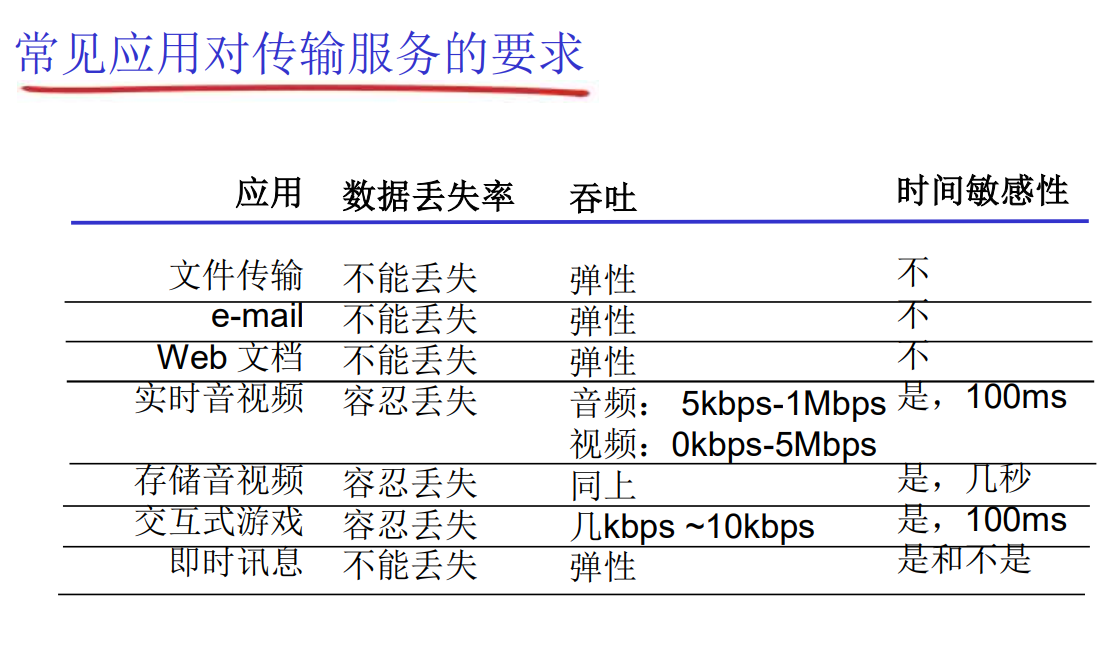 常见应用对传输服务的要求
应用 数据丢失率 吞吐 时间敏感性
文件传输 不能丢失 弹性 不
e-mail 不能丢失 弹性 不
Web 文档 不能丢失 弹性 不
实时音视频 容忍丢失 音频： 5kbps-1Mbps 是，100ms
视频：0kbps-5Mbps
存储音视频 容忍丢失 同上 是，几秒
交互式游戏 容忍丢失 几kbps ~10kbps 是，100ms
即时讯息 不能丢失 弹性 是和不是